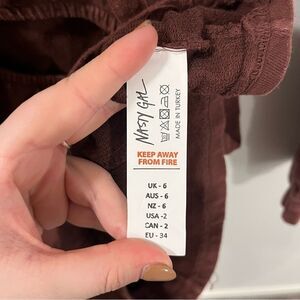 NASTY GAL
MADE IN TURKEY
KEEP AWAY
FROM FIRE
UK - 6
AUS - 6
NZ - 6
USA -2
CAN - 2
EU - 34